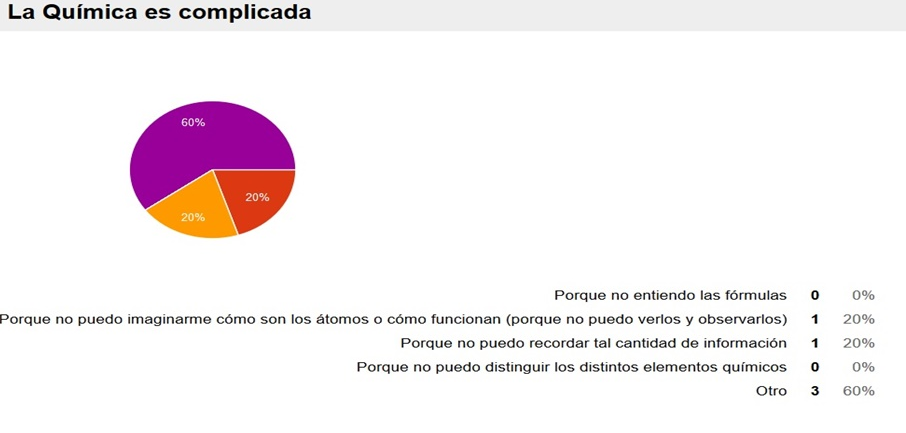 La Química es complicada
60%
20%
20%
Porque no entiendo las fórmulas 0 0%
Porque no puedo imaginarme cómo son los átomos o cómo funcionan (porque no puedo verlos y observarlos) 1 20%
Porque no puedo recordar tal cantidad de información 1 20%
Porque no puedo distinguir los distintos elementos químicos 0 0%
Otro 3 60%